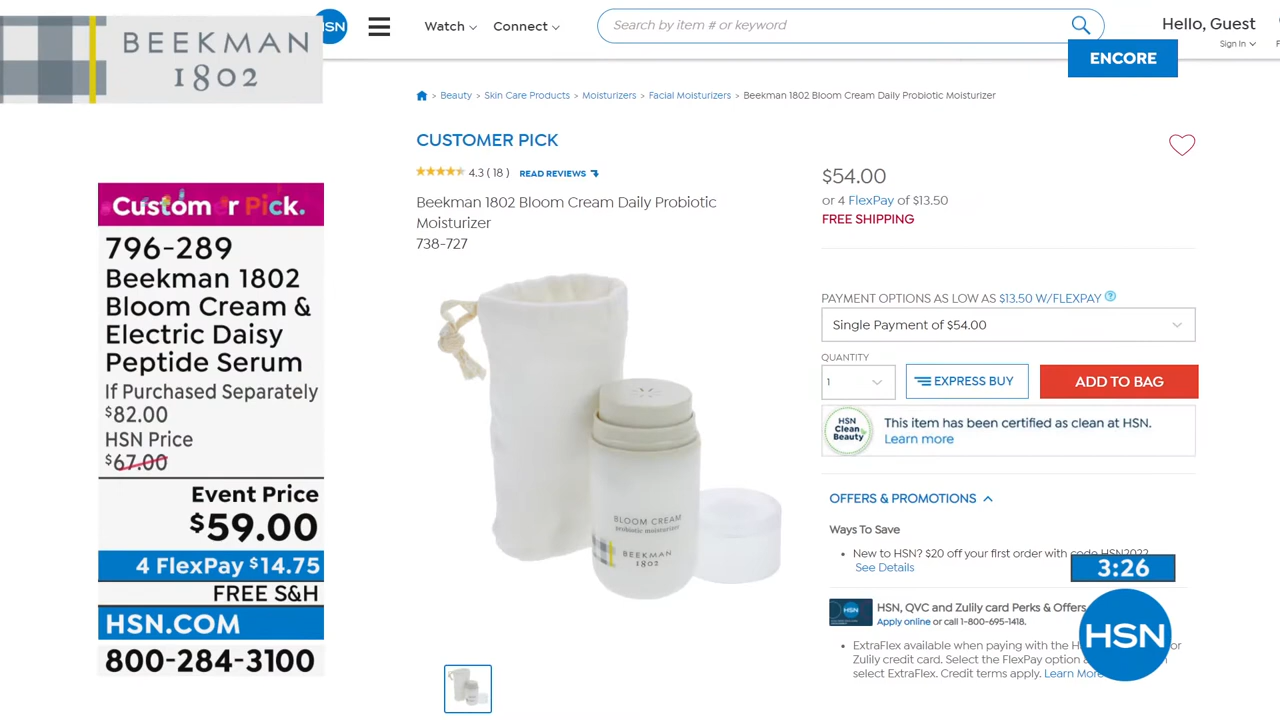 BEEKMAN
1802
HSN
Watch
Connect
Search by item # or keyword
Hello, Guest
Sign In
ENCORE
> Beauty > Skin Care Products > Moisturizers > Facial Moisturizers > Beekman 1802 Bloom Cream Daily Probiotic Moisturizer
CUSTOMER PICK
4.3 ( 18 ) READ REVIEWS
Beekman 1802 Bloom Cream Daily Probiotic
Moisturizer
738-727
$54.00
or 4 FlexPay of $13.50
FREE SHIPPING
PAYMENT OPTIONS AS LOW AS $13.50 W/FLEXPAY ?
Single Payment of $54.00
QUANTITY
1
EXPRESS BUY
ADD TO BAG
HSN
Clean
Beauty
This item has been certified as clean at HSN.
Learn more
OFFERS & PROMOTIONS
Ways To Save
• New to HSN? $20 off your first order with code HSN2022
See Details
HSN
HSN, QVC and Zulily card Perks & Offers
Apply online or call 1-800-695-1418.
• ExtraFlex available when paying with the H or
Zulily credit card. Select the FlexPay option
select ExtraFlex. Credit terms apply. Learn More
3:26
HSN
Customer Pick.
796-289
Beekman 1802
Bloom Cream &
Electric Daisy
Peptide Serum
If Purchased Separately
$82.00
HSN Price
$67.00
Event Price
$59.00
4 FlexPay $14.75
FREE S&H
HSN.COM
800-284-3100
BLOOM CREAM
probiotic moisturizer
BEEKMAN
1802